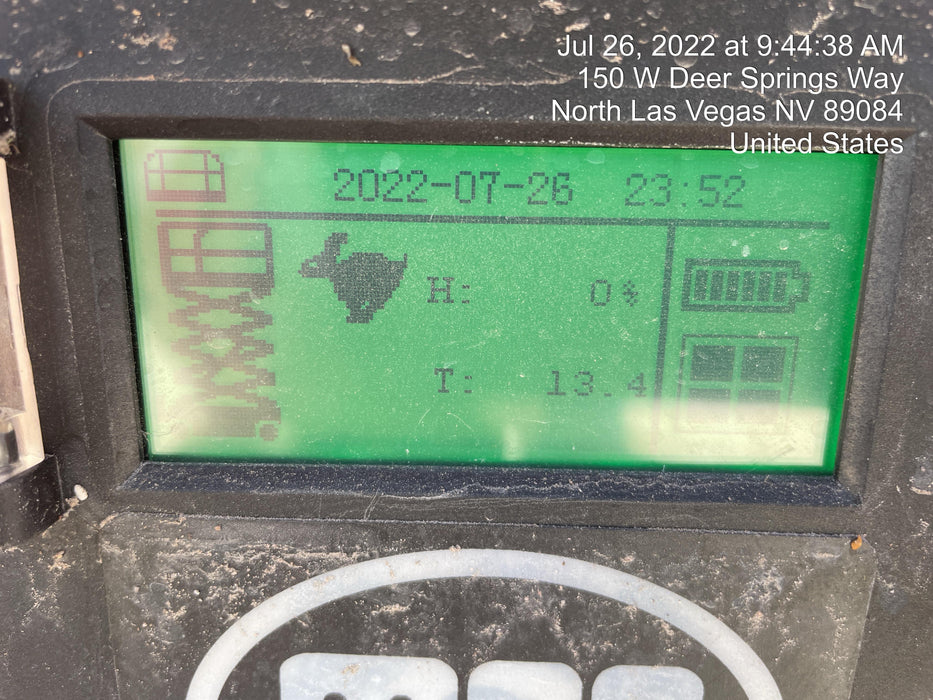 Jul 26, 2022 at 9:44:38 AM
150 W Deer Springs Way
North Las Vegas NV 89084
United States
2022-07-26 23:52
H: 0%
T: 13.4